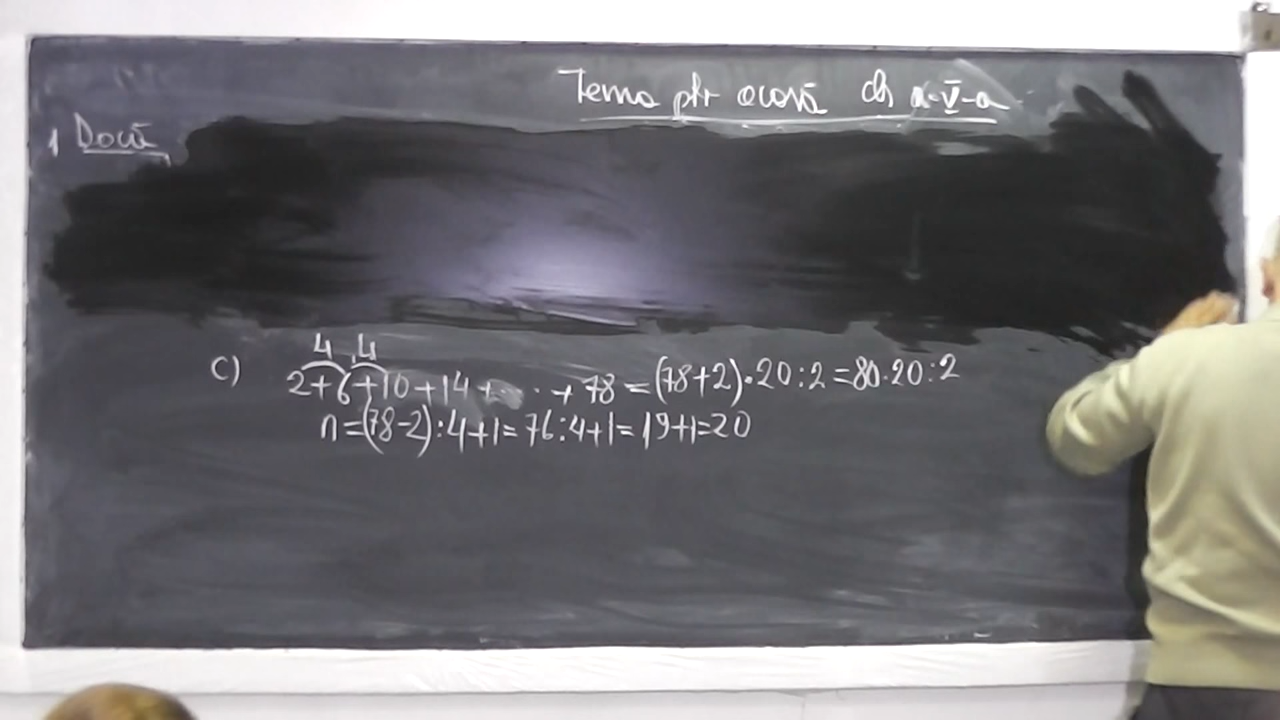 Tema ptr acasă cls a-V-a
1 Dacă
4 4
c) 2+6+10+14+....+78=(78+2)•20:2=80•20:2
n=(78-2):4+1=76:4+1=19+1=20